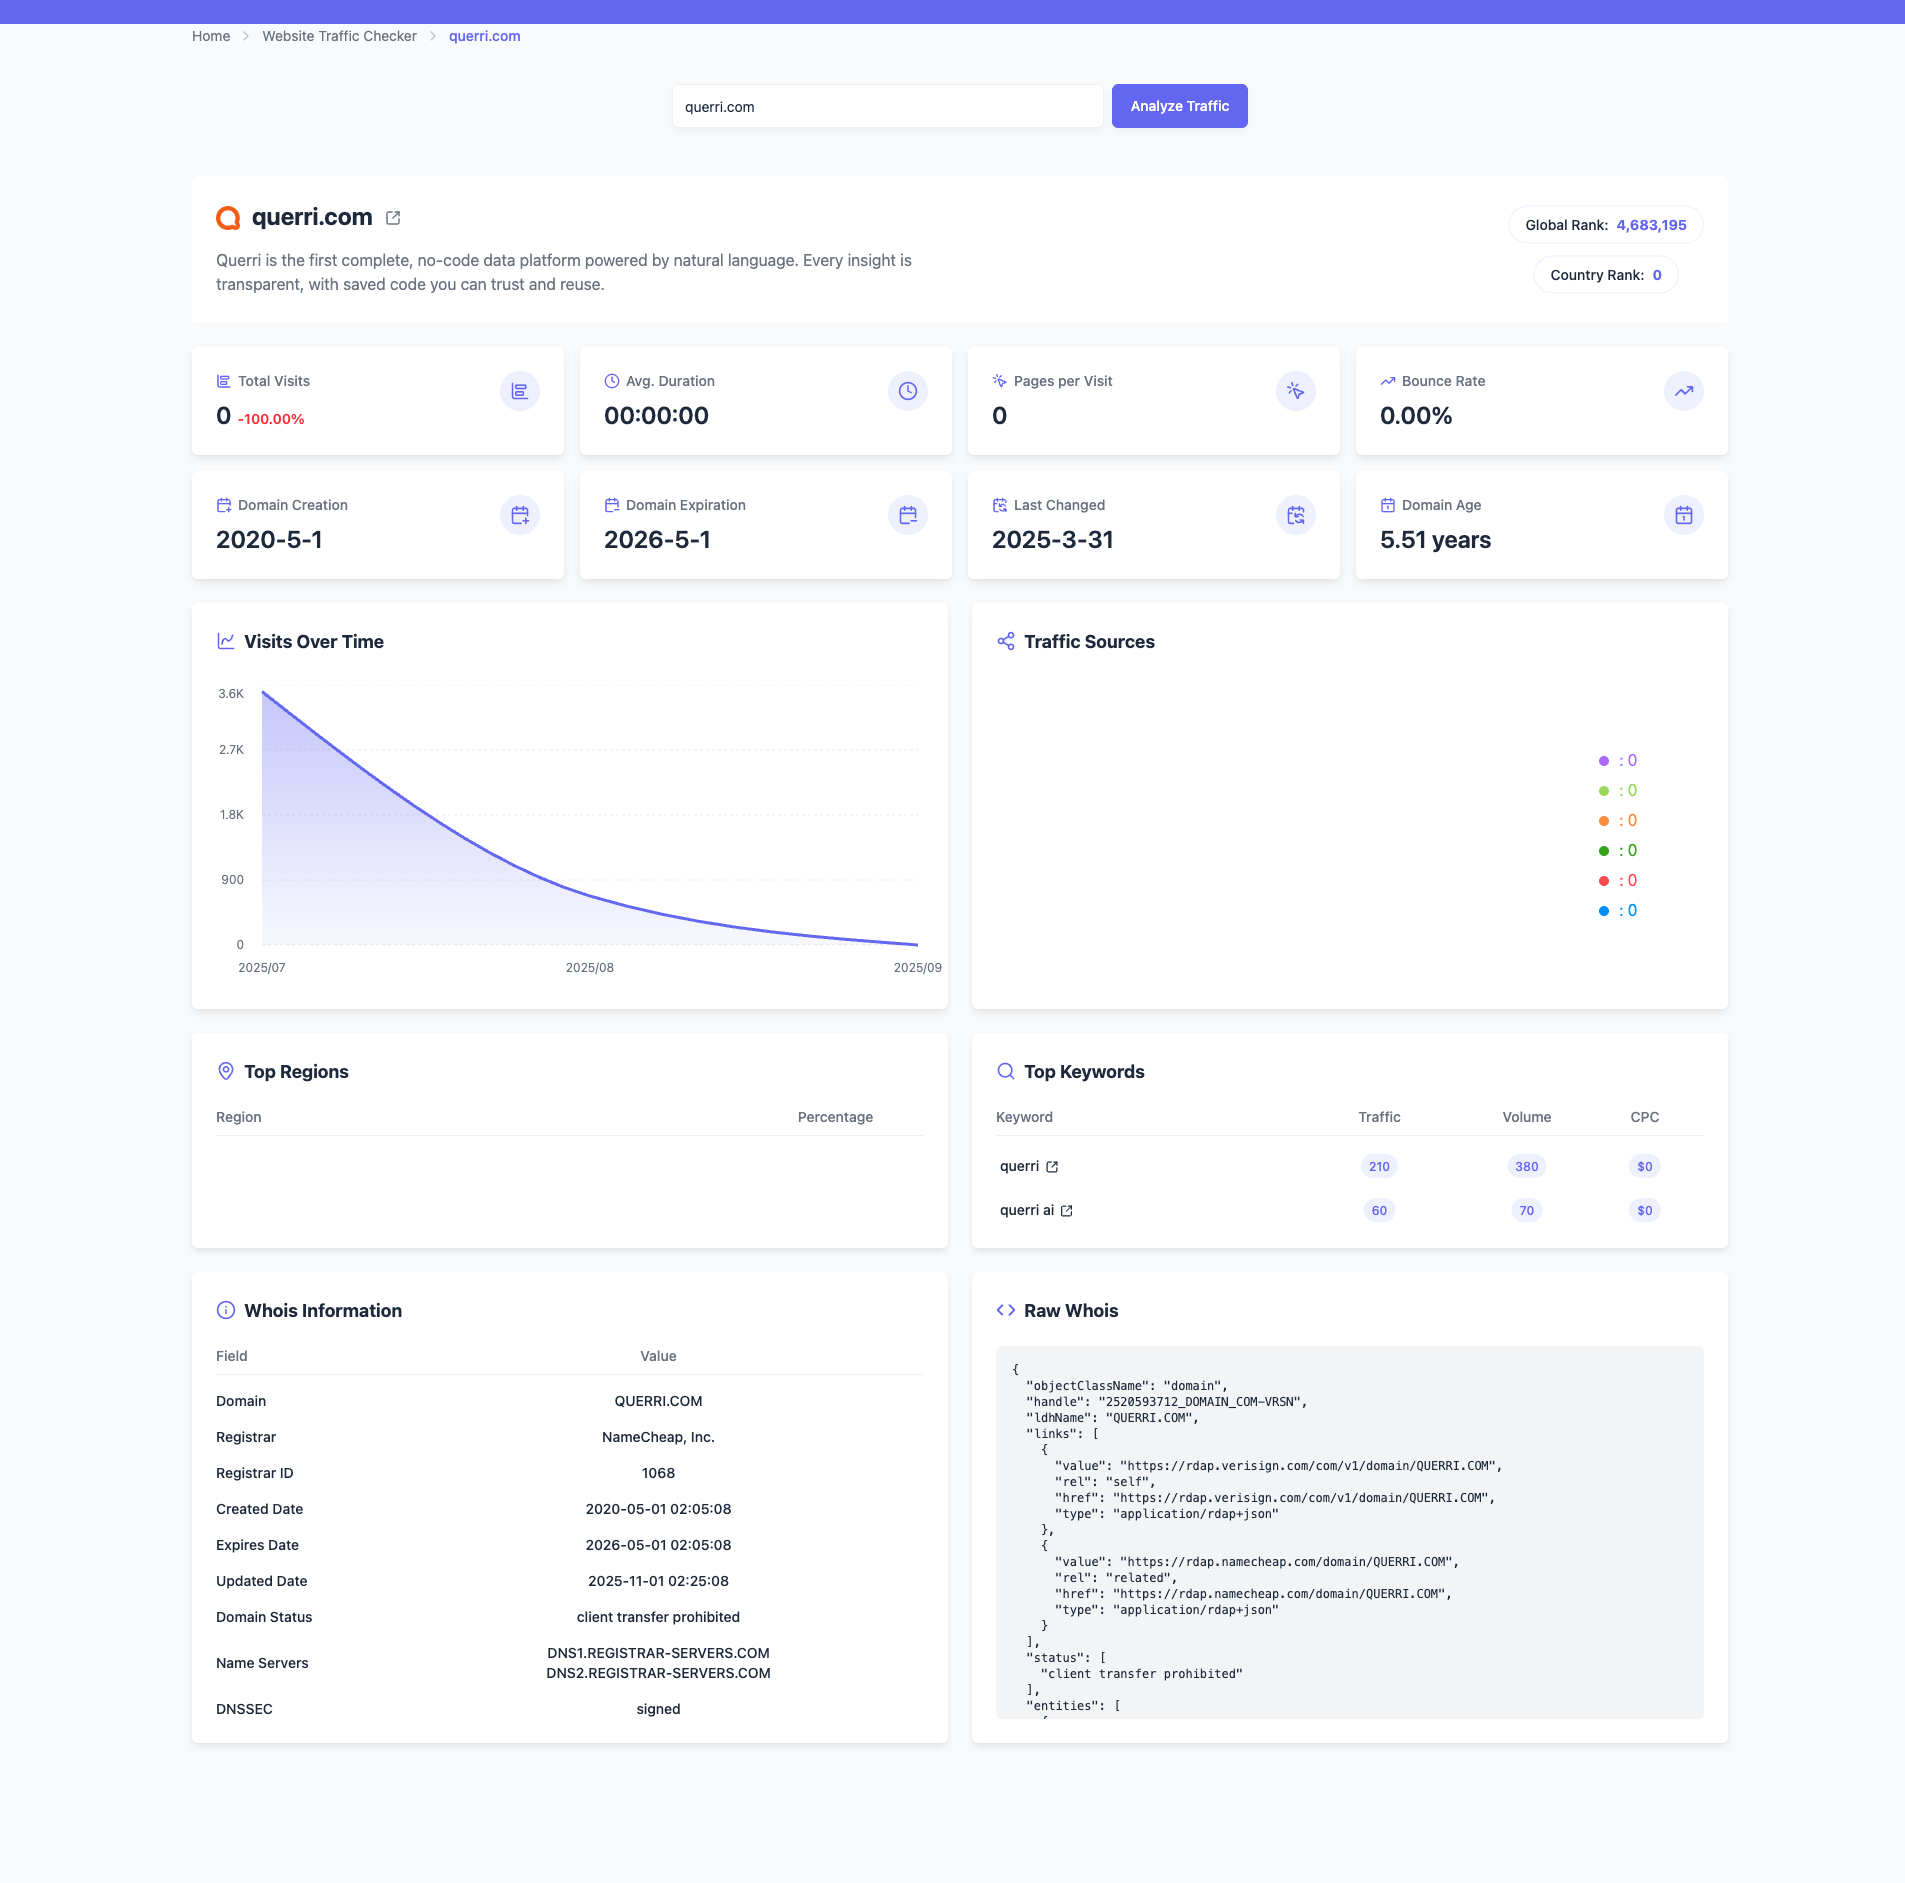 Home
Website Traffic Checker
querri.com
querri.com
Analyze Traffic
querri.com
Querri is the first complete, no-code data platform powered by natural language. Every insight is
transparent, with saved code you can trust and reuse.
Global Rank: 4,683,195
Country Rank: 0
Total Visits
0 -100.00%
Avg. Duration
00:00:00
Pages per Visit
0
Bounce Rate
0.00%
Domain Creation
2020-5-1
Domain Expiration
2026-5-1
Last Changed
2025-3-31
Domain Age
5.51 years
Visits Over Time
3.6K
2.7K
1.8K
900
0
2025/07
2025/08
2025/09
Traffic Sources
: 0
: 0
: 0
: 0
: 0
: 0
Top Regions
Region Percentage
Top Keywords
Keyword Traffic Volume CPC
querri 210 380 $0
querri ai 60 70 $0
Whois Information
Field Value
Domain QUERRI.COM
Registrar NameCheap, Inc.
Registrar ID 1068
Created Date 2020-05-01 02:05:08
Expires Date 2026-05-01 02:05:08
Updated Date 2025-11-01 02:25:08
Domain Status client transfer prohibited
Name Servers DNS1.REGISTRAR-SERVERS.COM
DNS2.REGISTRAR-SERVERS.COM
DNSSEC signed
Raw Whois
{
"objectClassName": "domain",
"handle": "2520593712_DOMAIN_COM-VRSN",
"ldhName": "QUERRI.COM",
"links": [
{
"value": "https://rdap.verisign.com/com/v1/domain/QUERRI.COM",
"rel": "self",
"href": "https://rdap.verisign.com/com/v1/domain/QUERRI.COM",
"type": "application/rdap+json"
},
{
"value": "https://rdap.namecheap.com/domain/QUERRI.COM",
"rel": "related",
"href": "https://rdap.namecheap.com/domain/QUERRI.COM",
"type": "application/rdap+json"
}
],
"status": [
"client transfer prohibited"
],
"entities": [